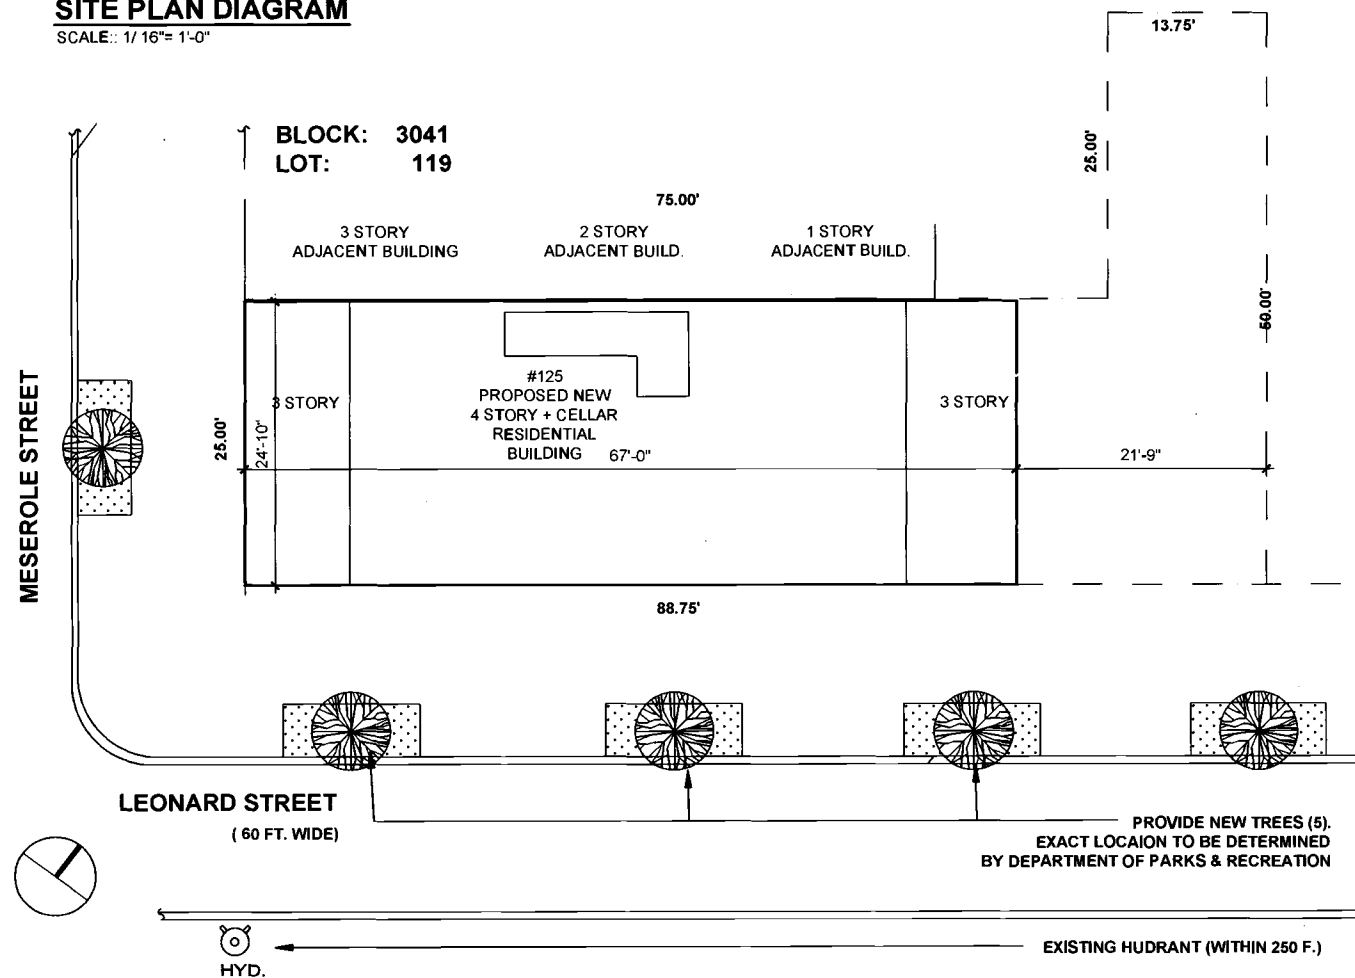 SITE PLAN DIAGRAM
SCALE:: 1/ 16"= 1'-0"
13.75'
BLOCK: 3041
LOT: 119
25.00'
75.00'
3 STORY
ADJACENT BUILDING
2 STORY
ADJACENT BUILD.
1 STORY
ADJACENT BUILD.
50.00'
MESEROLE STREET
25.00'
24'-10"
3 STORY
#125
PROPOSED NEW
4 STORY + CELLAR
RESIDENTIAL
BUILDING
67'-0"
3 STORY
21'-9"
88.75'
LEONARD STREET
( 60 FT. WIDE)
PROVIDE NEW TREES (5).
EXACT LOCAION TO BE DETERMINED
BY DEPARTMENT OF PARKS & RECREATION
HYD.
EXISTING HUDRANT (WITHIN 250 F.)